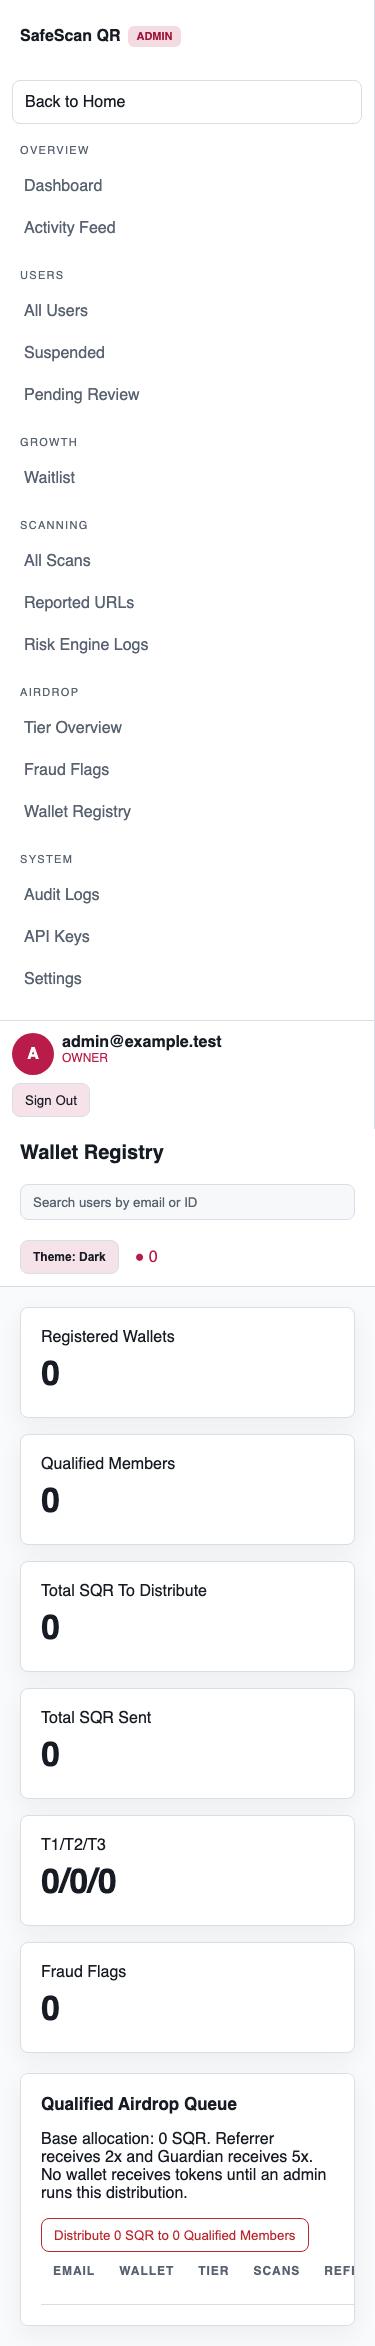 SafeScan QR ADMIN
Back to Home
OVERVIEW
Dashboard
Activity Feed
USERS
All Users
Suspended
Pending Review
GROWTH
Waitlist
SCANNING
All Scans
Reported URLs
Risk Engine Logs
AIRDROP
Tier Overview
Fraud Flags
Wallet Registry
SYSTEM
Audit Logs
API Keys
Settings
A admin@example.test
OWNER
Sign Out
Wallet Registry
Search users by email or ID
Theme: Dark ● 0
Registered Wallets
0
Qualified Members
0
Total SQR To Distribute
0
Total SQR Sent
0
T1/T2/T3
0/0/0
Fraud Flags
0
Qualified Airdrop Queue
Base allocation: 0 SQR. Referrer
receives 2x and Guardian receives 5x.
No wallet receives tokens until an admin
runs this distribution.
Distribute 0 SQR to 0 Qualified Members
EMAIL WALLET TIER SCANS